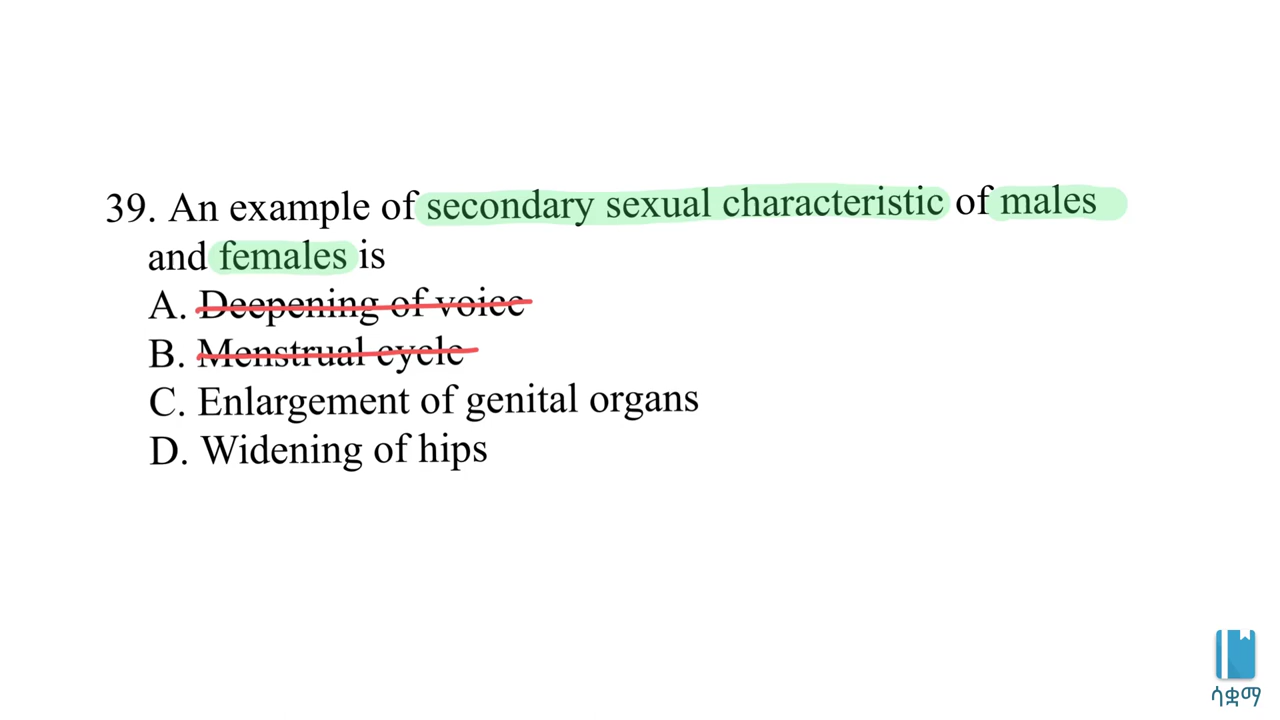 39. An example of secondary sexual characteristic of males
and females is
A. Deepening of voice
B. Menstrual cycle
C. Enlargement of genital organs
D. Widening of hips
ሳቋማ